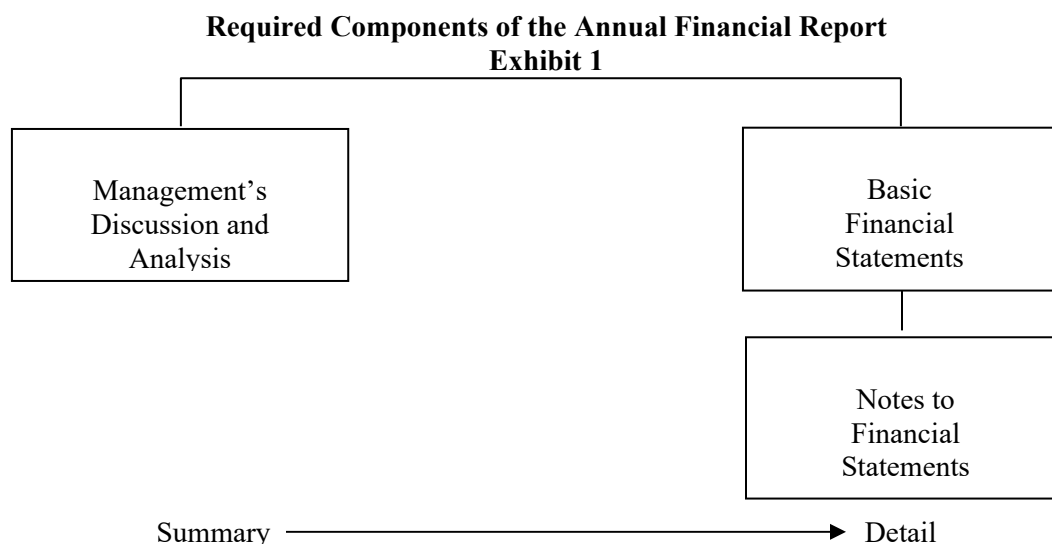 Required Components of the Annual Financial Report
Exhibit 1
Management’s
Discussion and
Analysis
Basic
Financial
Statements
Notes to
Financial
Statements
Summary
Detail